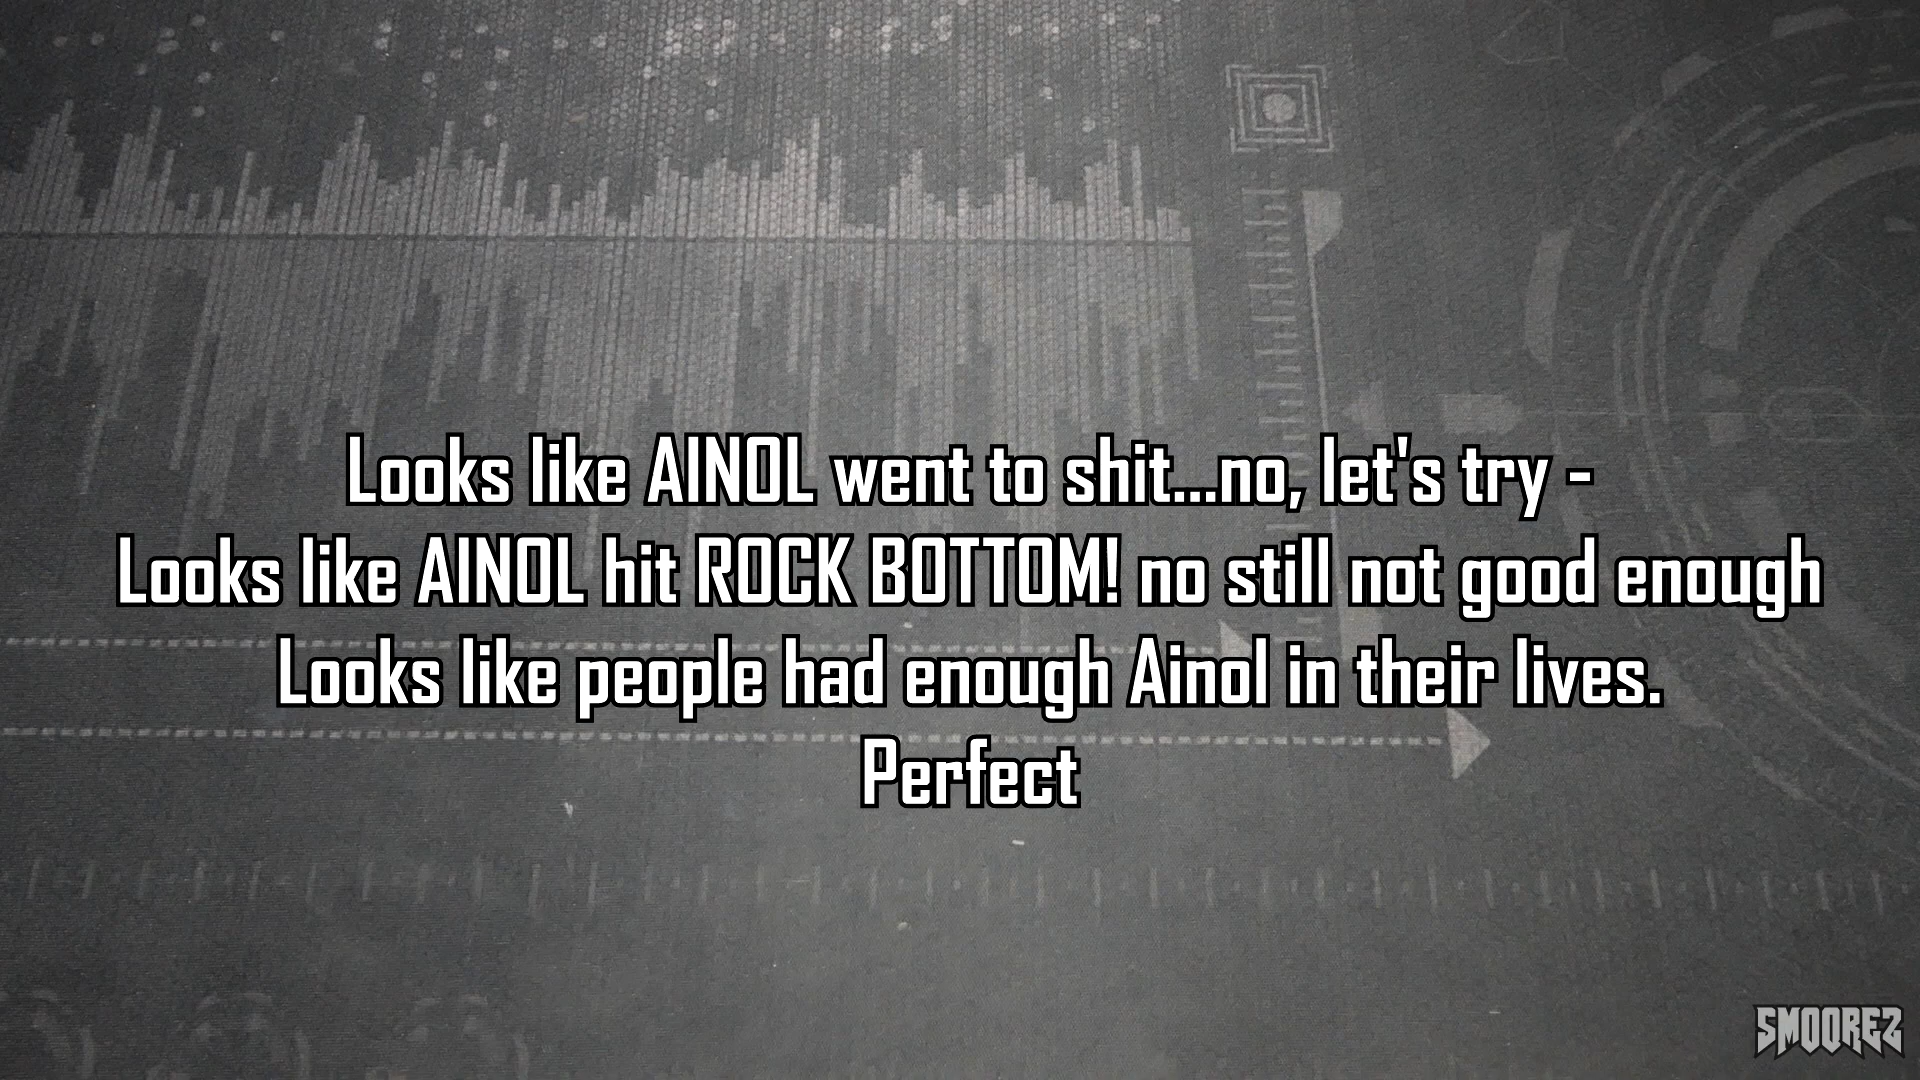 Looks like AINOL went to shit...no, let's try -
Looks like AINOL hit ROCK BOTTOM! no still not good enough
Looks like people had enough Ainol in their lives.
Perfect
SMOOREZ